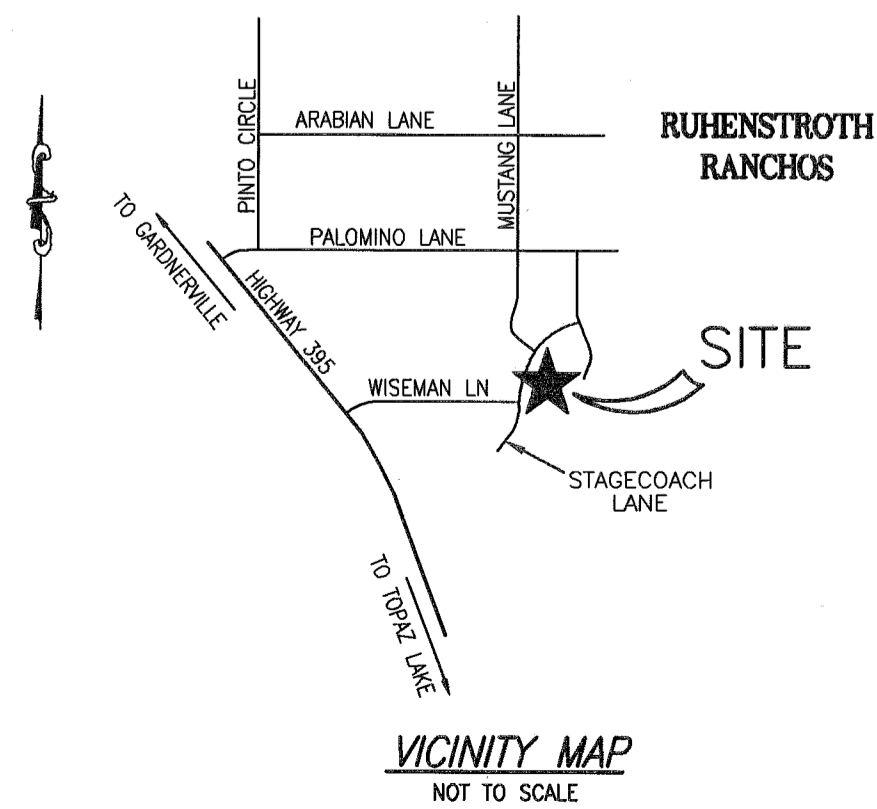 PINTO CIRCLE
ARABIAN LANE
MUSTANG LANE
RUHENSTROTH
RANCHOS
TO GARDNERVILLE
PALOMINO LANE
HIGHWAY 395
SITE
WISEMAN LN
STAGECOACH
LANE
TO TOPAZ LAKE
VICINITY MAP
NOT TO SCALE